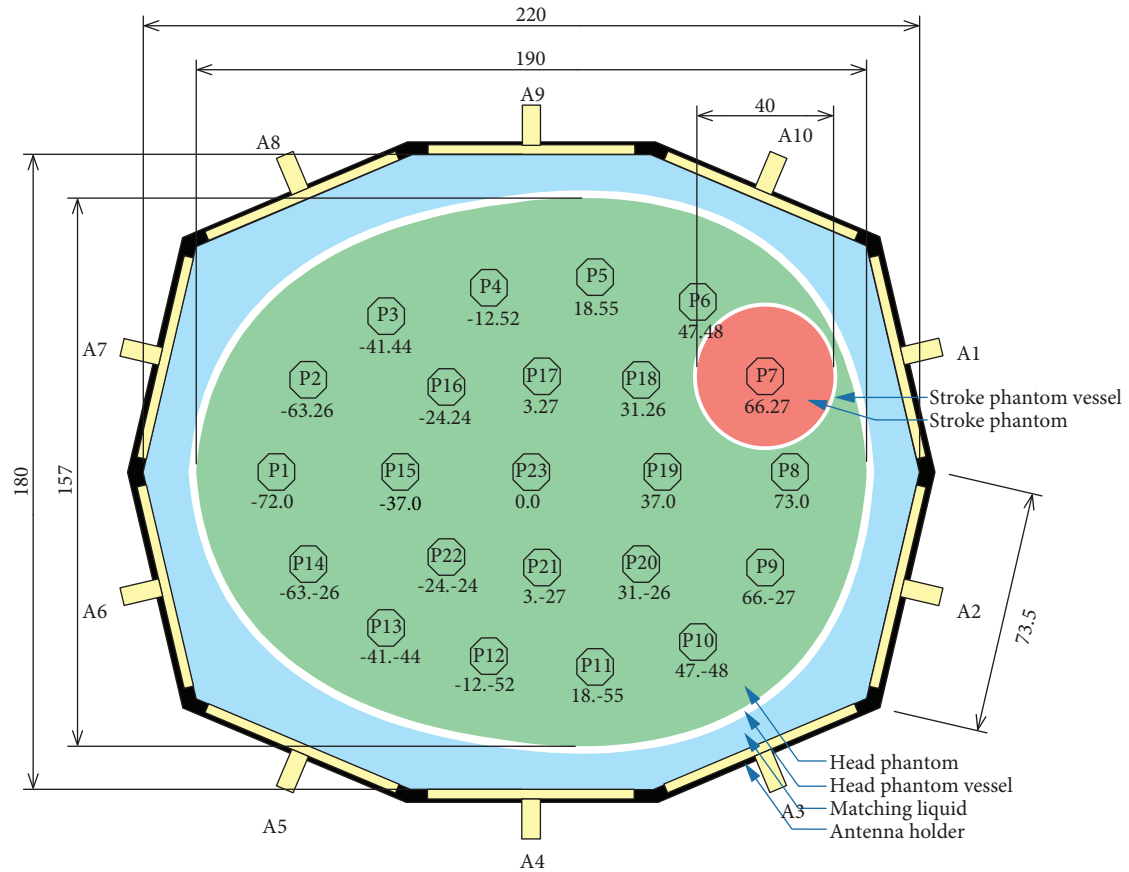 220
190
A9
40
A10
A8
P5
P4
18.55
P6
-12.52
P3
47.48
-41.44
A7
A1
P17
P7
P2
P18
P16
3.27
31.26
66.27
-63.26
-24.24
Stroke phantom vessel
Stroke phantom
180
157
P1
P15
P23
P19
P8
-72.0
-37.0
0.0
37.0
73.0
P22
P14
P21
P20
P9
-24.-24
-63.-26
3.-27
31.-26
66.-27
A6
A2
73.5
P13
P10
-41.-44
P12
47.-48
P11
-12.-52
18.-55
Head phantom
Head phantom vessel
Matching liquid
A3
Antenna holder
A5
A4